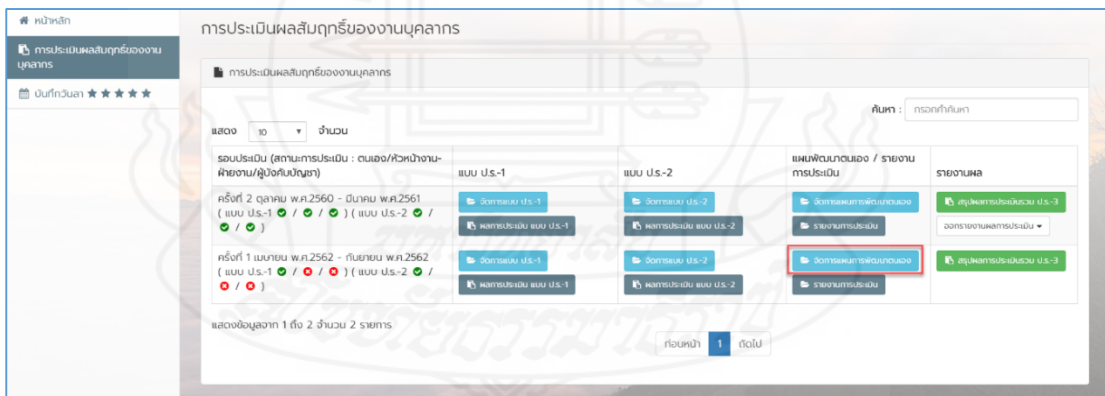 หน้าหลัก
การประเมินผลสัมฤทธิ์ของงาน
บุคลากร
บันทึกวันลา ★ ★ ★ ★ ★
การประเมินผลสัมฤทธิ์ของงานบุคลากร
การประเมินผลสัมฤทธิ์ของงานบุคลากร
ค้นหา : กรอกคำค้นหา
แสดง 10 จำนวน
รอบประเมิน (สถานะการประเมิน : ตนเอง/หัวหน้างาน-
ฝ่ายงาน/ผู้บังคับบัญชา)
แบบ ป.ส.-1
แบบ ป.ส.-2
แผนพัฒนาตนเอง / รายงาน
การประเมิน
รายงานผล
ครั้งที่ 2 ตุลาคม พ.ศ.2560 - มีนาคม พ.ศ.2561
( แบบ ป.ส.-1 / / ) ( แบบ ป.ส.-2 /
/ )
จัดการแบบ ป.ส.-1
ผลการประเมิน แบบ ป.ส.-1
จัดการแบบ ป.ส.-2
ผลการประเมิน แบบ ป.ส.-2
จัดการแผนการพัฒนาตนเอง
รายงานการประเมิน
สรุปผลการประเมินรวม ป.ส.-3
ออกรายงานผลการประเมิน
ครั้งที่ 1 เมษายน พ.ศ.2562 - กันยายน พ.ศ.2562
( แบบ ป.ส.-1 / / ) ( แบบ ป.ส.-2 /
/ )
จัดการแบบ ป.ส.-1
ผลการประเมิน แบบ ป.ส.-1
จัดการแบบ ป.ส.-2
ผลการประเมิน แบบ ป.ส.-2
จัดการแผนการพัฒนาตนเอง
รายงานการประเมิน
สรุปผลการประเมินรวม ป.ส.-3
แสดงข้อมูลจาก 1 ถึง 2 จำนวน 2 รายการ
ก่อนหน้า 1 ถัดไป